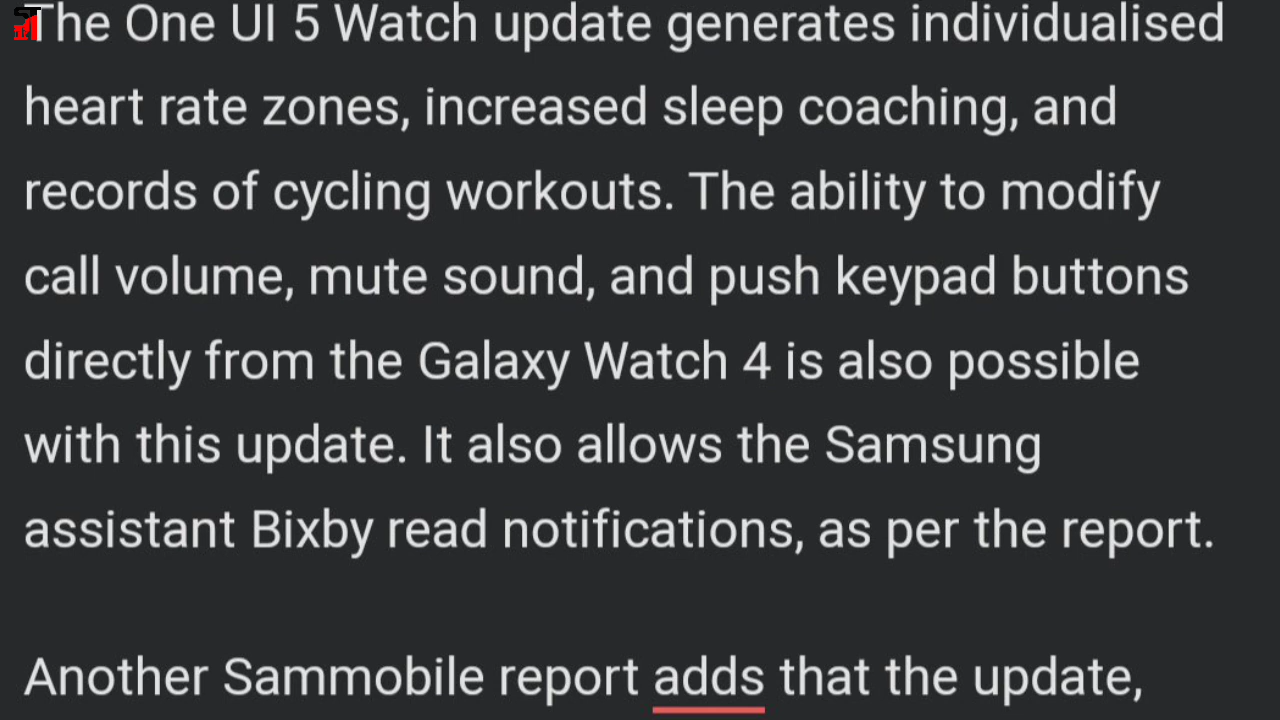 The One UI 5 Watch update generates individualised
heart rate zones, increased sleep coaching, and
records of cycling workouts. The ability to modify
call volume, mute sound, and push keypad buttons
directly from the Galaxy Watch 4 is also possible
with this update. It also allows the Samsung
assistant Bixby read notifications, as per the report.
Another Sammobile report adds that the update,